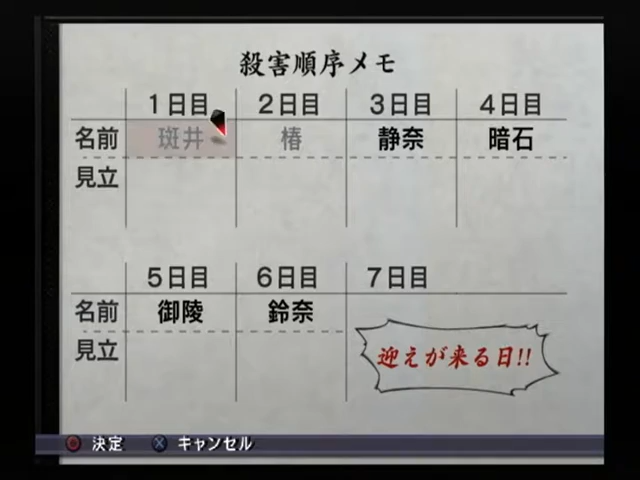 殺害順序メモ
1日目 2日目 3日目 4日目
名前 斑井 椿 静奈 暗石
見立
5日目 6日目 7日目
名前 御陵 鈴奈
見立
迎えが来る日!!
決定 キャンセル